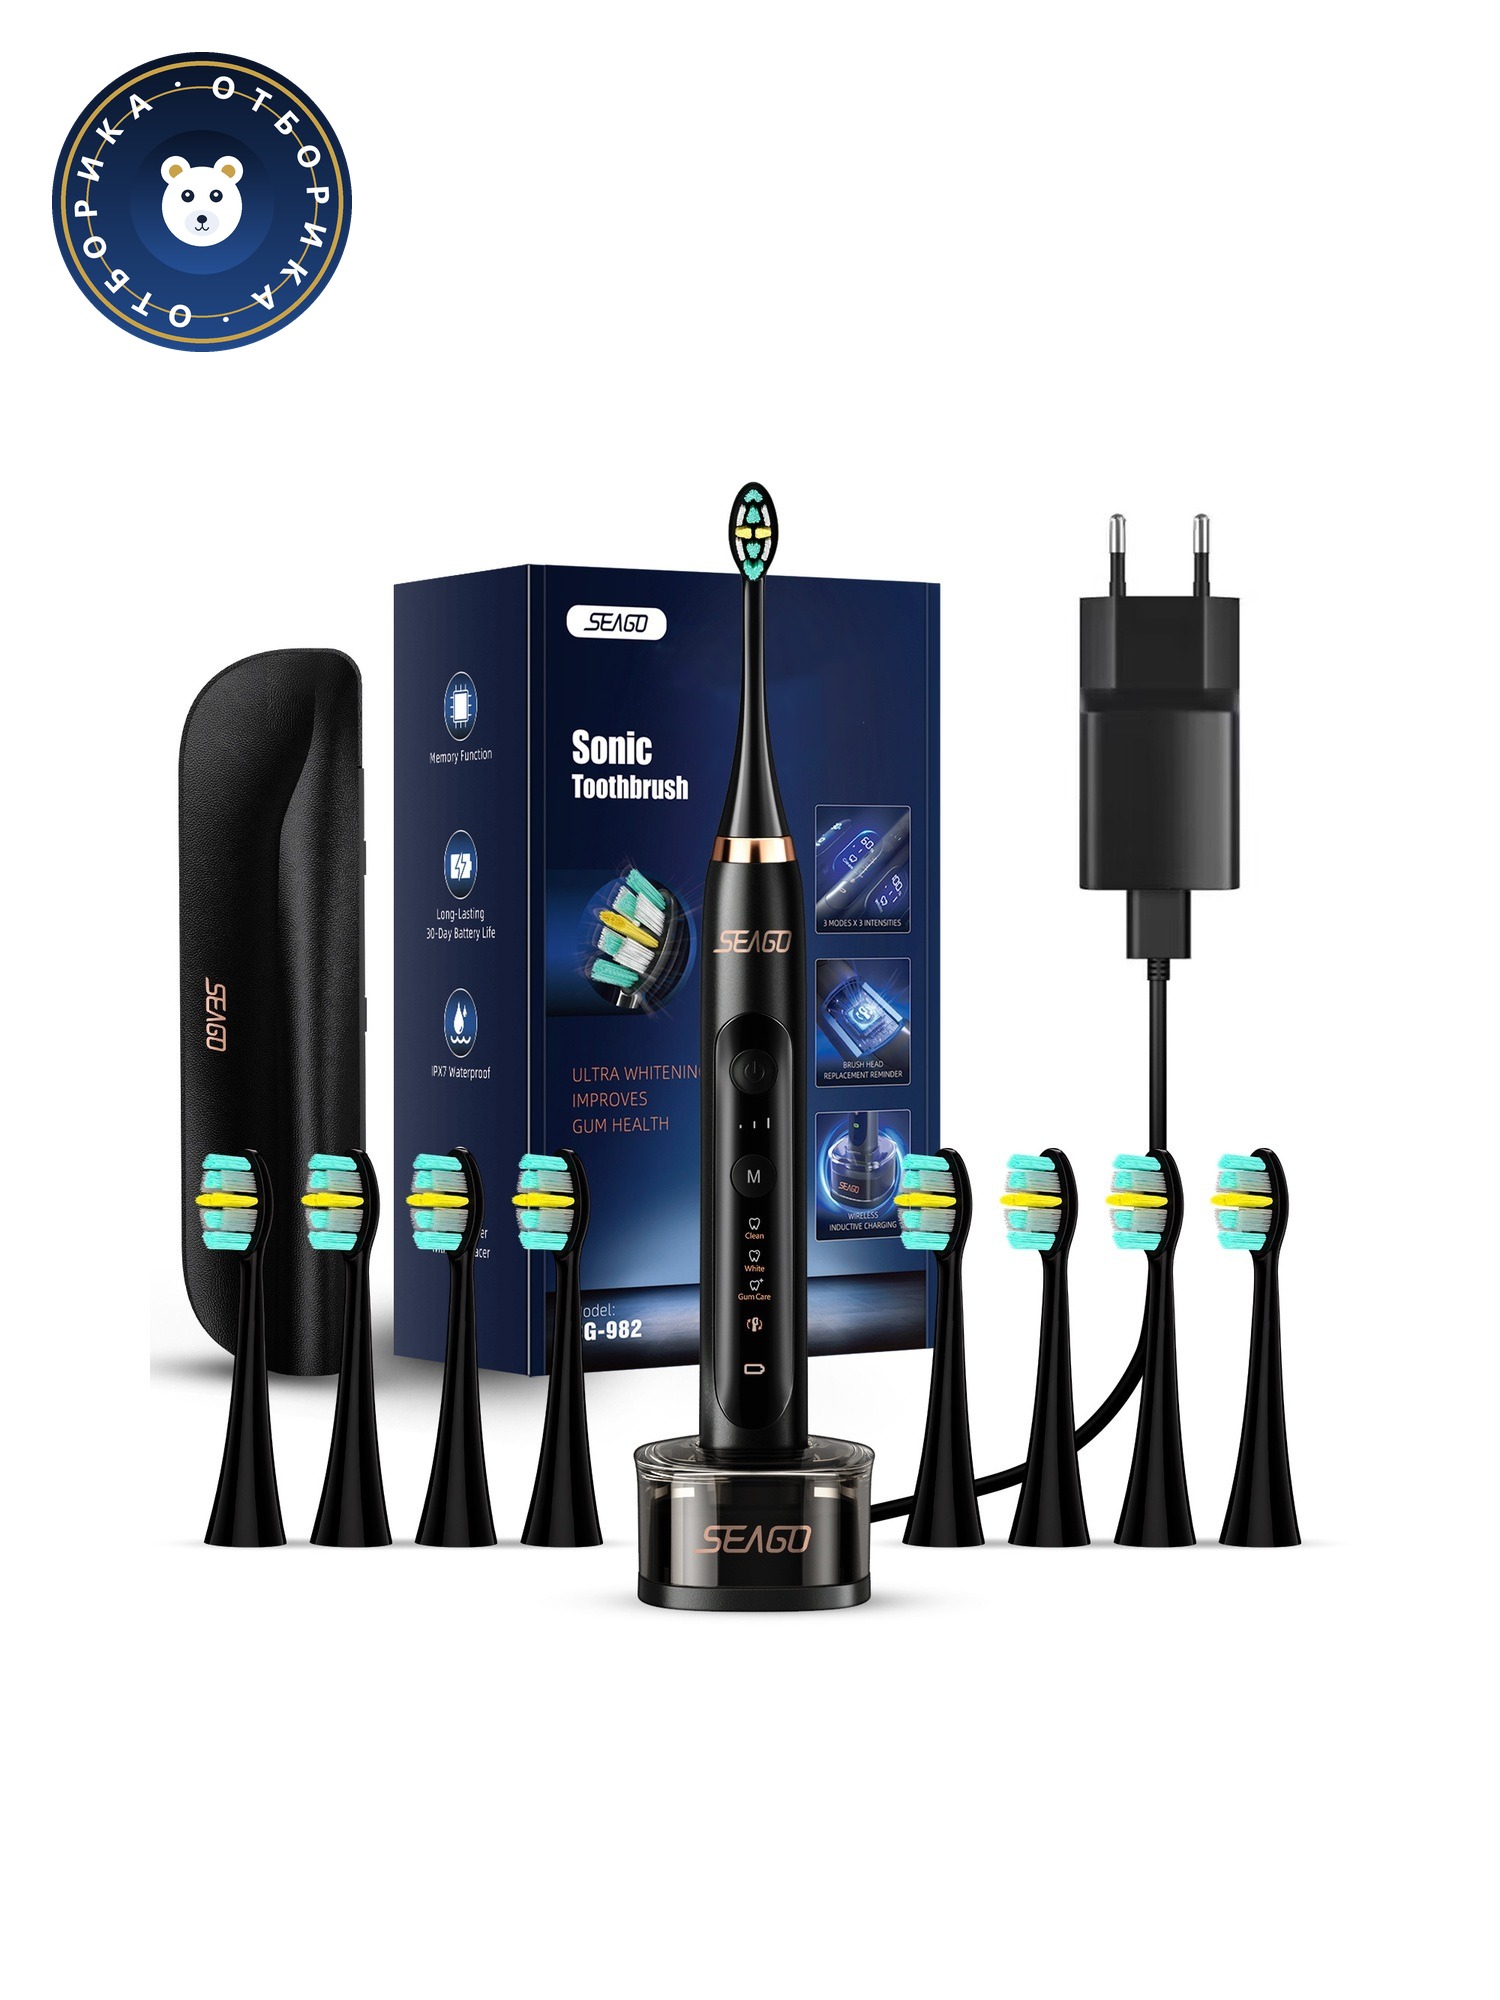 ОТБОРИКА · ОТБОРИКА ·
SEAGO
Memory Function
Long-Lasting
30-Day Battery Life
IPX7 Waterproof
Sonic
Toothbrush
ULTRA WHITENING
IMPROVES
GUM HEALTH
3 MODES X 3 INTENSITIES
BRUSH HEAD
REPLACEMENT REMINDER
SEAGO
WIRELESS
INDUCTIVE CHARGING
odel:
G-982
SEAGO
SEAGO
M
Clean
White
Gum Care
SEAGO